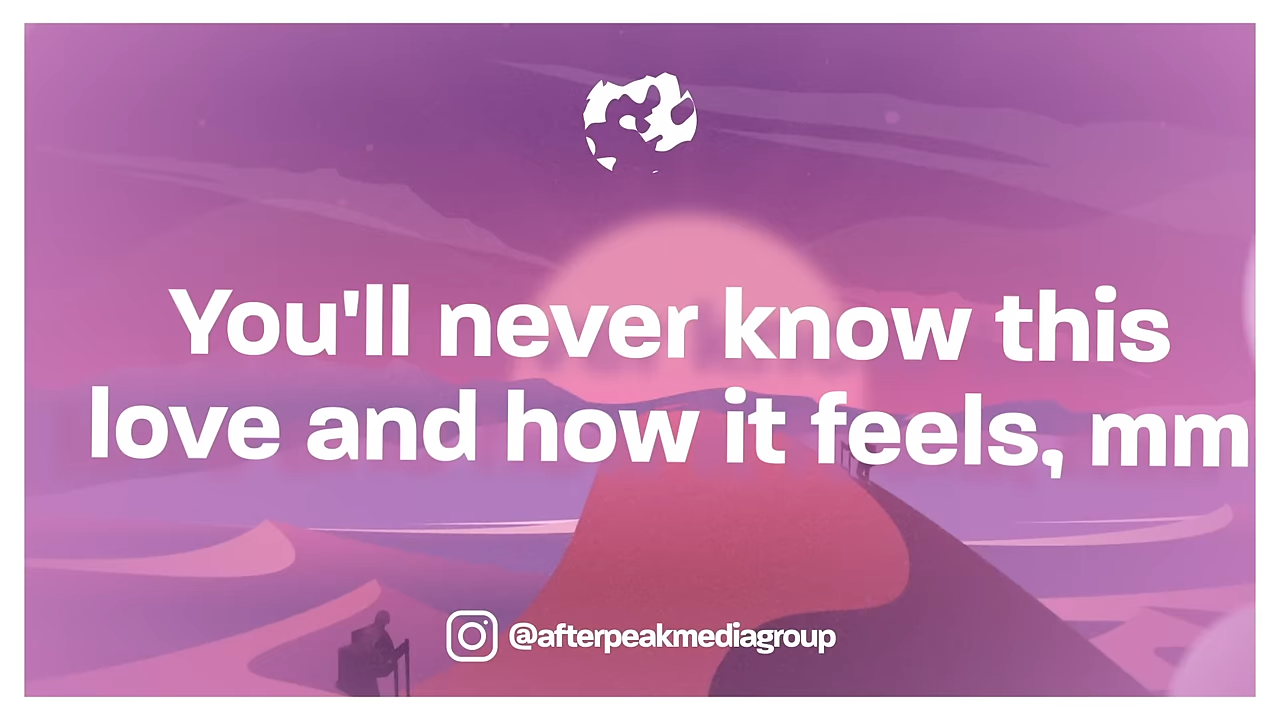 You'll never know this
love and how it feels, mm
@afterpeakmediagroup